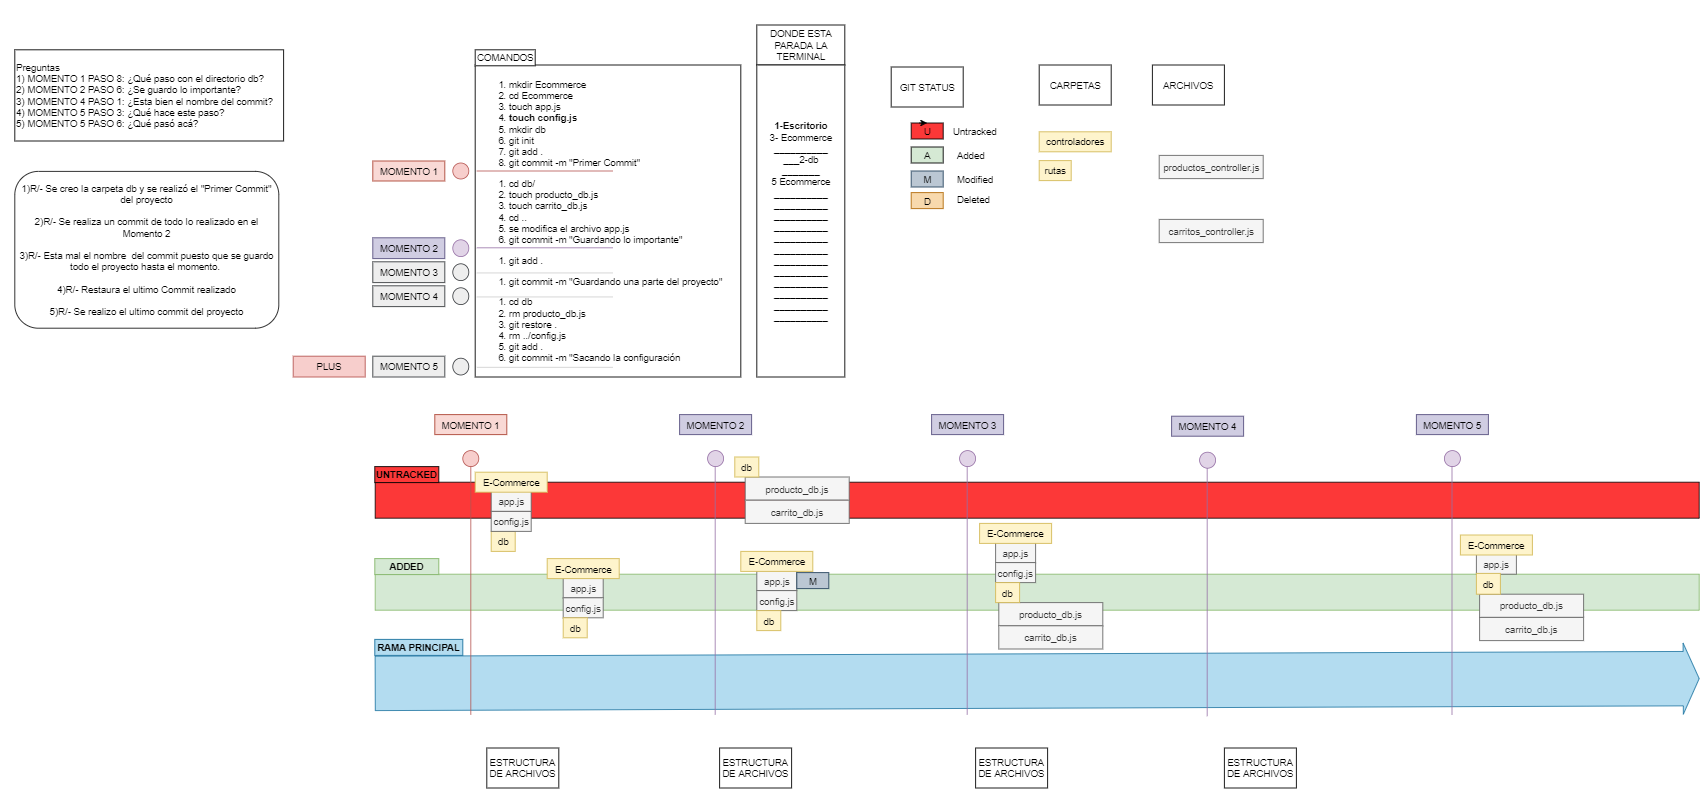 Preguntas
1) MOMENTO 1 PASO 8: ¿Qué paso con el directorio db?
2) MOMENTO 2 PASO 6: ¿Se guardo lo importante?
3) MOMENTO 4 PASO 1: ¿Esta bien el nombre del commit?
4) MOMENTO 5 PASO 3: ¿Qué hace este paso?
5) MOMENTO 5 PASO 6: ¿Qué pasó acá?
1)R/- Se creo la carpeta db y se realizó el "Primer Commit"
del proyecto
2)R/- Se realiza un commit de todo lo realizado en el
Momento 2
3)R/- Esta mal el nombre del commit puesto que se guardo
todo el proyecto hasta el momento.
4)R/- Restaura el ultimo Commit realizado
5)R/- Se realizo el ultimo commit del proyecto
MOMENTO 1
MOMENTO 2
MOMENTO 3
MOMENTO 4
PLUS
MOMENTO 5
COMANDOS
1. mkdir Ecommerce
2. cd Ecommerce
3. touch app.js
4. touch config.js
5. mkdir db
6. git init
7. git add .
8. git commit -m "Primer Commit"
1. cd db/
2. touch producto_db.js
3. touch carrito_db.js
4. cd ..
5. se modifica el archivo app.js
6. git commit -m "Guardando lo importante"
1. git add .
1. git commit -m "Guardando una parte del proyecto"
1. cd db
2. rm producto_db.js
3. git restore .
4. rm ../config.js
5. git add .
6. git commit -m "Sacando la configuración
DONDE ESTA
PARADA LA
TERMINAL
1-Escritorio
3- Ecommerce
__________
___2-db
_______
5 Ecommerce
__________
__________
__________
__________
__________
__________
__________
__________
__________
__________
__________
__________
GIT STATUS
U Untracked
A Added
M Modified
D Deleted
CARPETAS
controladores
rutas
ARCHIVOS
productos_controller.js
carritos_controller.js
MOMENTO 1
MOMENTO 2
MOMENTO 3
MOMENTO 4
MOMENTO 5
UNTRACKED
E-Commerce
app.js
config.js
db
db
producto_db.js
carrito_db.js
ADDED
E-Commerce
app.js
config.js
db
E-Commerce
app.js M
config.js
db
E-Commerce
app.js
config.js
db
producto_db.js
carrito_db.js
E-Commerce
app.js
db
producto_db.js
carrito_db.js
RAMA PRINCIPAL
ESTRUCTURA
DE ARCHIVOS
ESTRUCTURA
DE ARCHIVOS
ESTRUCTURA
DE ARCHIVOS
ESTRUCTURA
DE ARCHIVOS